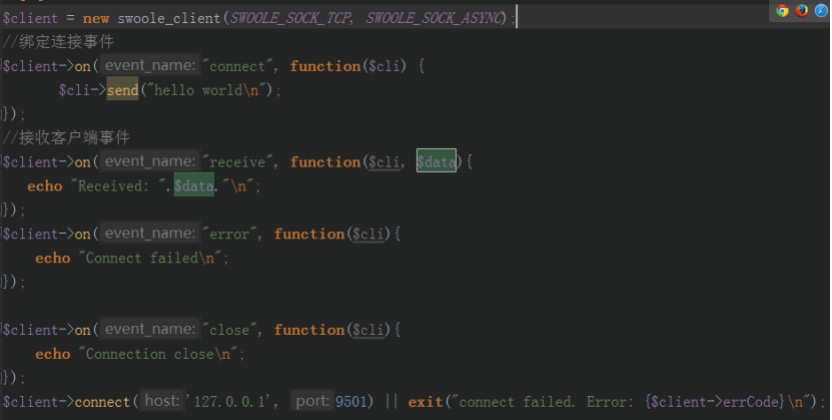 $client = new swoole_client(SWOOLE_SOCK_TCP, SWOOLE_SOCK_ASYNC);
//绑定连接事件
$client->on( event_name: "connect", function($cli) {
$cli->send("hello world\n");
});
//接收客户端事件
$client->on( event_name: "receive", function($cli, $data){
echo "Received: ".$data."\n";
});
$client->on( event_name: "error", function($cli){
echo "Connect failed\n";
});
$client->on( event_name: "close", function($cli){
echo "Connection close\n";
});
$client->connect( host: '127.0.0.1', port: 9501) || exit("connect failed. Error: {$client->errCode}\n");